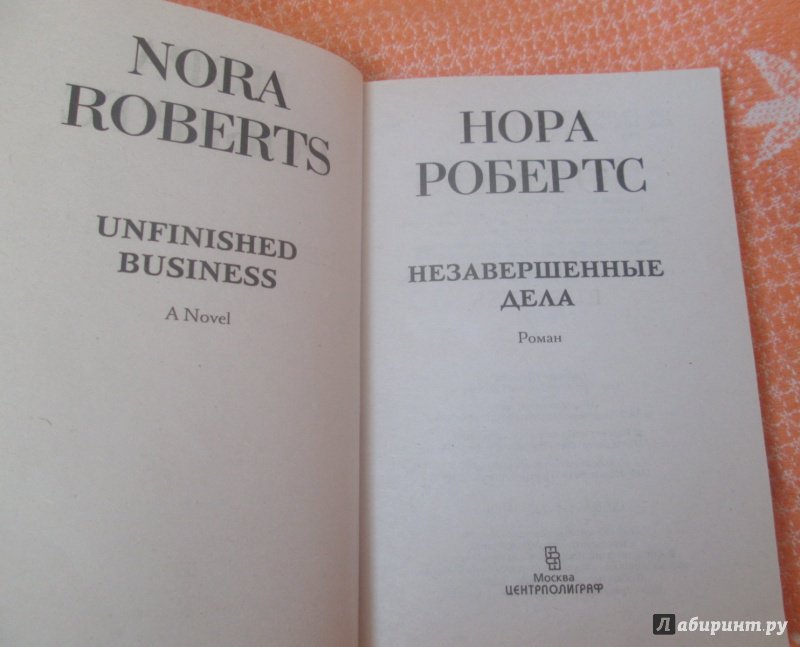 NORA
ROBERTS
UNFINISHED
BUSINESS
A Novel
НОРА
РОБЕРТС
НЕЗАВЕРШЕННЫЕ
ДЕЛА
Роман
Москва
ЦЕНТРПОЛИГРАФ
Лабиринт.ру